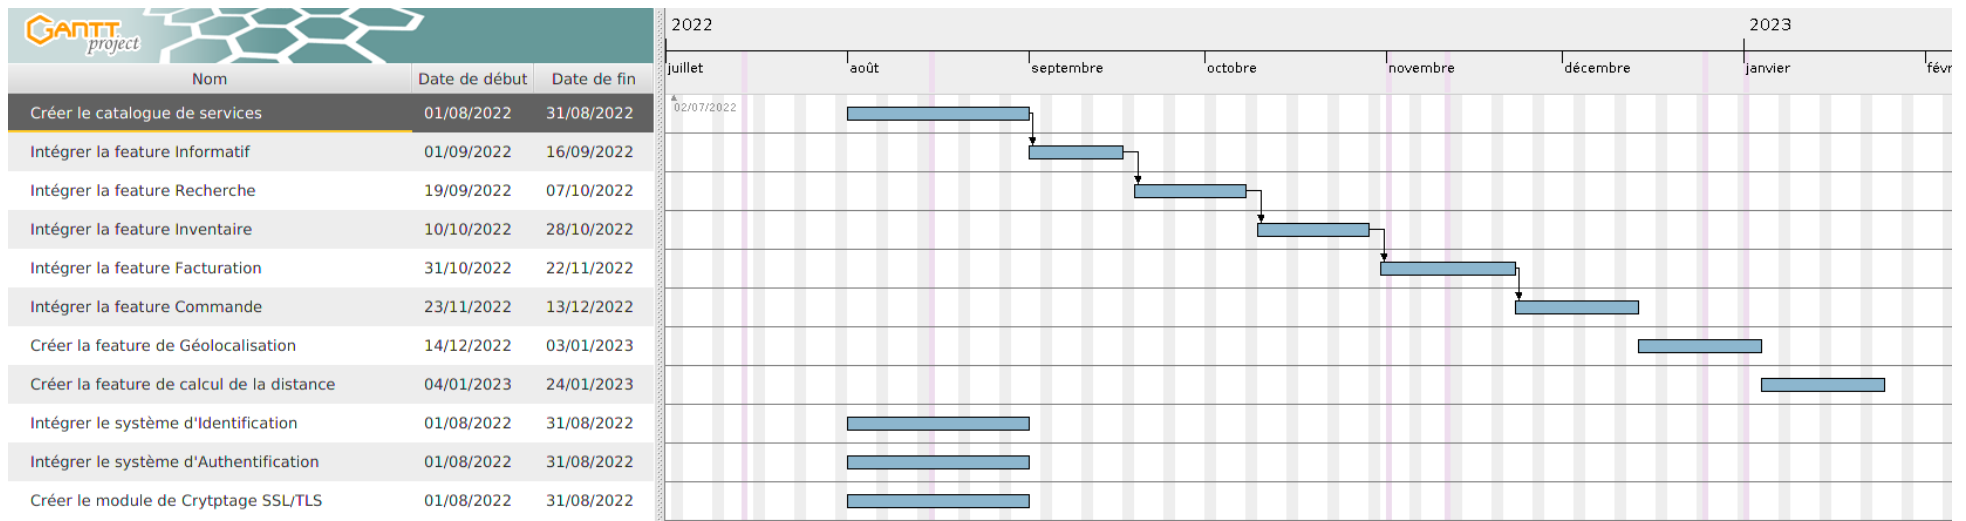 GANTT
project
2022
2023
juillet août septembre octobre novembre décembre janvier févr
Nom Date de début Date de fin
02/07/2022
Créer le catalogue de services 01/08/2022 31/08/2022
Intégrer la feature Informatif 01/09/2022 16/09/2022
Intégrer la feature Recherche 19/09/2022 07/10/2022
Intégrer la feature Inventaire 10/10/2022 28/10/2022
Intégrer la feature Facturation 31/10/2022 22/11/2022
Intégrer la feature Commande 23/11/2022 13/12/2022
Créer la feature de Géolocalisation 14/12/2022 03/01/2023
Créer la feature de calcul de la distance 04/01/2023 24/01/2023
Intégrer le système d'Identification 01/08/2022 31/08/2022
Intégrer le système d'Authentification 01/08/2022 31/08/2022
Créer le module de Crytptage SSL/TLS 01/08/2022 31/08/2022